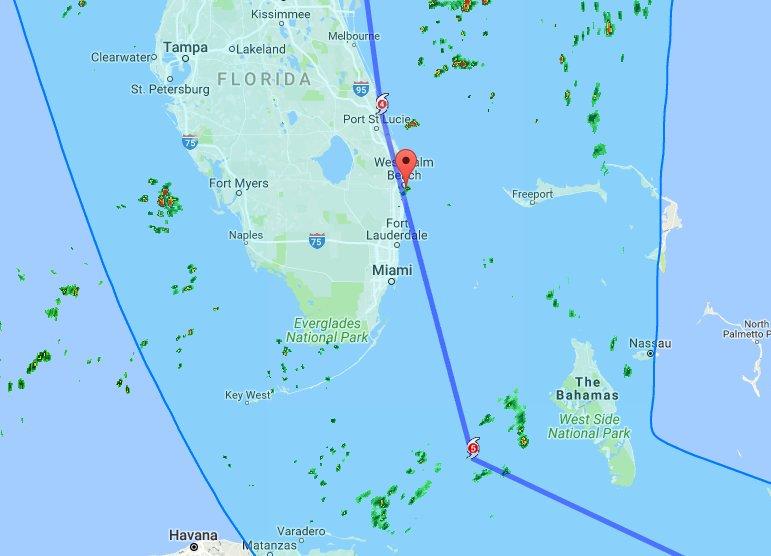 Kissimmee
Melbourne
Clearwater
Tampa
Lakeland
St. Petersburg
FLORIDA
95
4
Port St Lucie
75
West Palm
Beach
Fort Myers
Freeport
Naples
75
Fort
Lauderdale
Miami
Everglades
National Park
Nassau
North
Palmetto P
Key West
The
Bahamas
West Side
National Park
5
Havana
Varadero
Matanzas